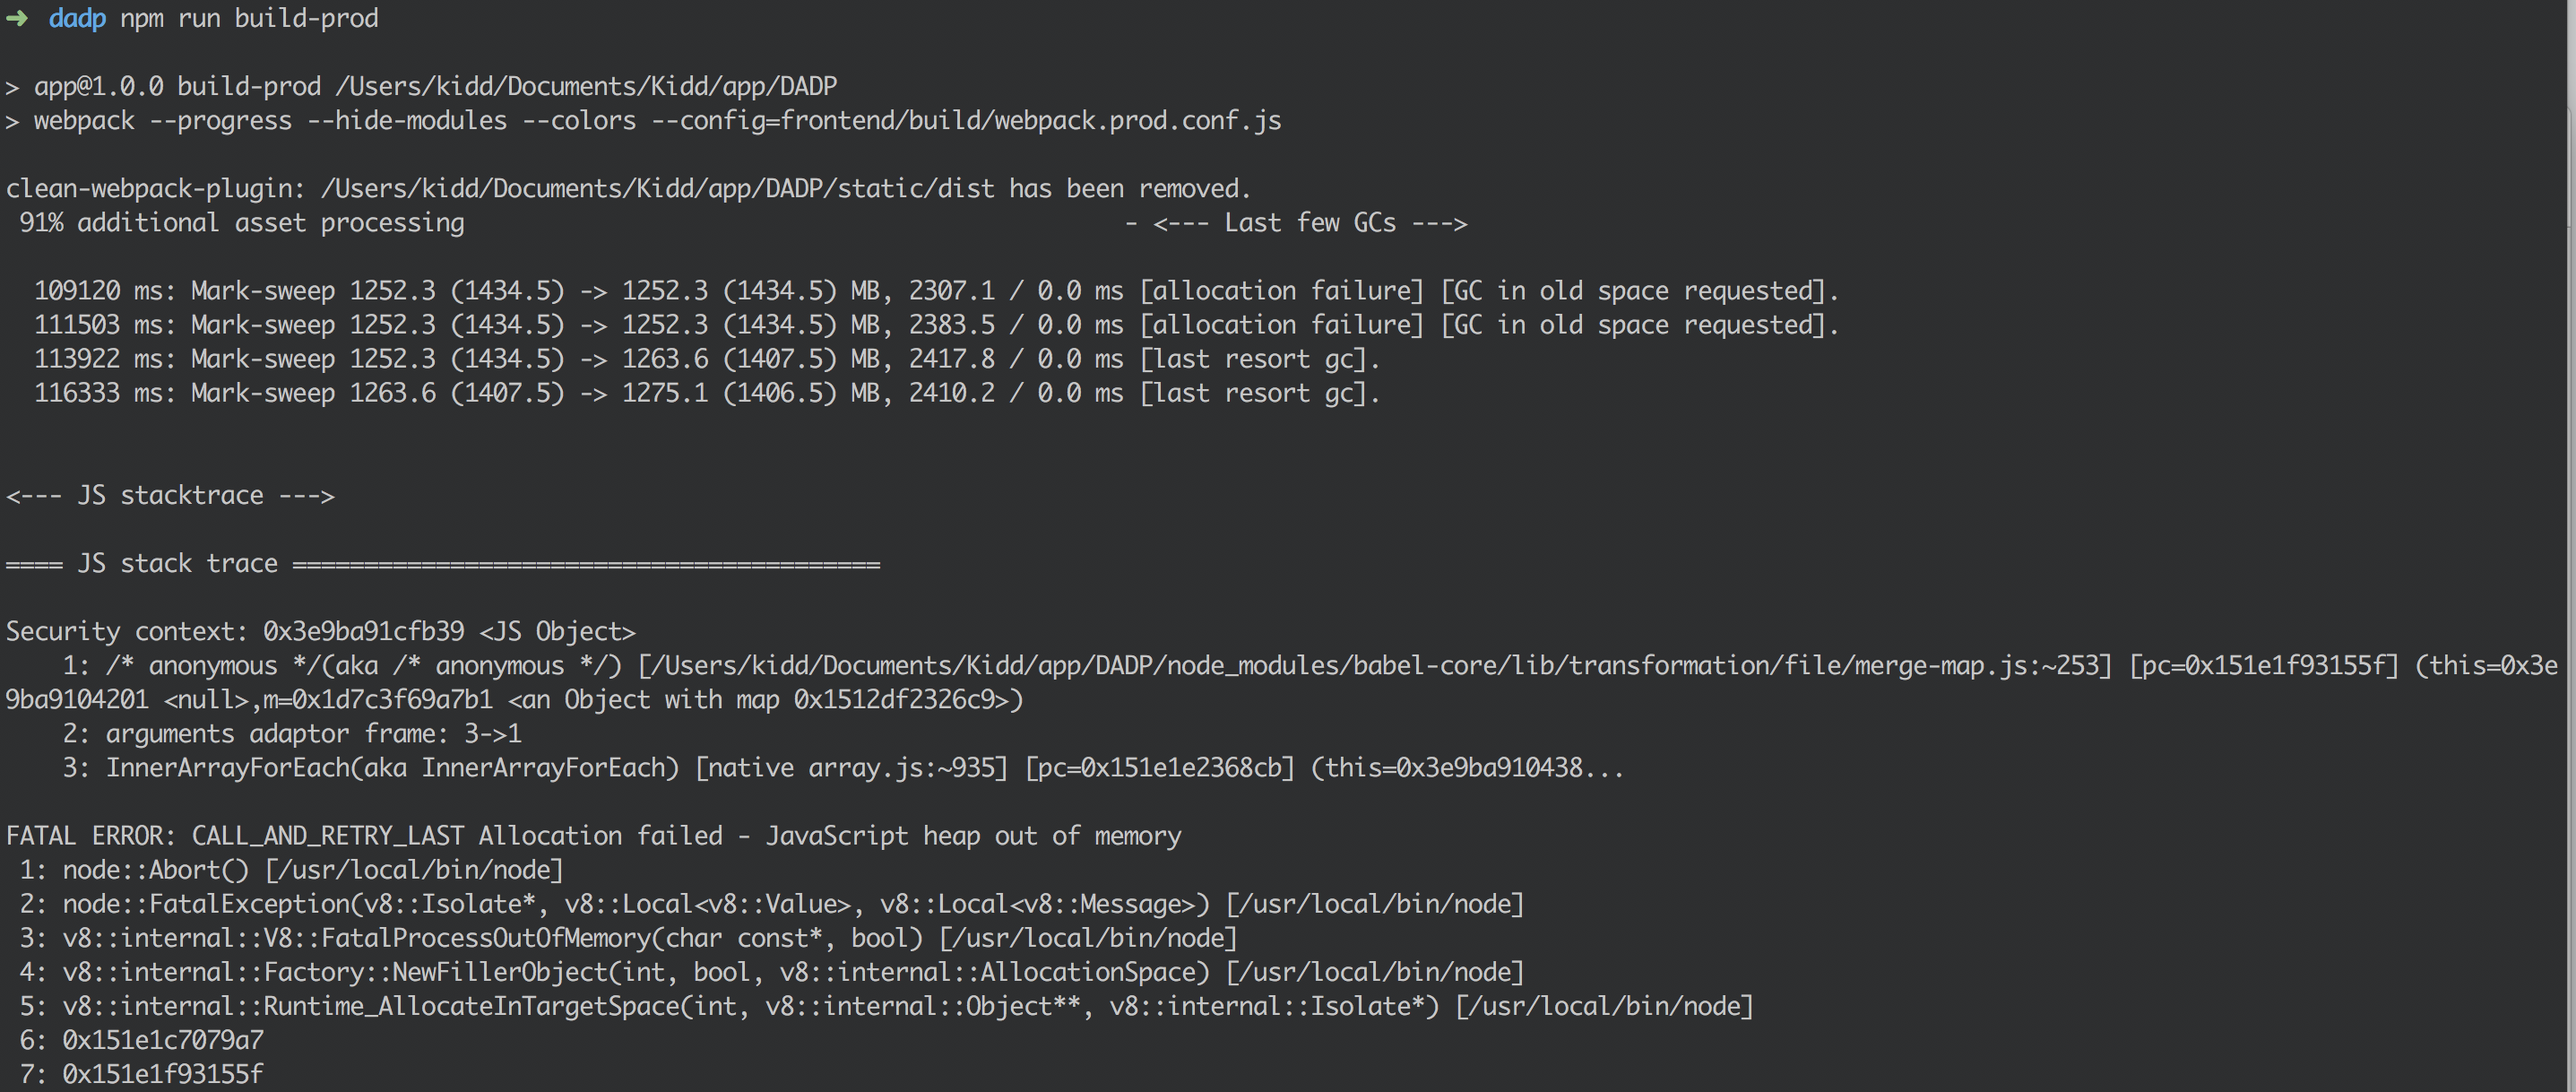 ➜  dadp npm run build-prod
> app@1.0.0 build-prod /Users/kidd/Documents/Kidd/app/DADP
> webpack --progress --hide-modules --colors --config=frontend/build/webpack.prod.conf.js
clean-webpack-plugin: /Users/kidd/Documents/Kidd/app/DADP/static/dist has been removed.
 91% additional asset processing                                              - <--- Last few GCs --->
  109120 ms: Mark-sweep 1252.3 (1434.5) -> 1252.3 (1434.5) MB, 2307.1 / 0.0 ms [allocation failure] [GC in old space requested].
  111503 ms: Mark-sweep 1252.3 (1434.5) -> 1252.3 (1434.5) MB, 2383.5 / 0.0 ms [allocation failure] [GC in old space requested].
  113922 ms: Mark-sweep 1252.3 (1434.5) -> 1263.6 (1407.5) MB, 2417.8 / 0.0 ms [last resort gc].
  116333 ms: Mark-sweep 1263.6 (1407.5) -> 1275.1 (1406.5) MB, 2410.2 / 0.0 ms [last resort gc].
<--- JS stacktrace --->
==== JS stack trace =========================================
Security context: 0x3e9ba91cfb39 <JS Object>
    1: /* anonymous */(aka /* anonymous */) [/Users/kidd/Documents/Kidd/app/DADP/node_modules/babel-core/lib/transformation/file/merge-map.js:~253] [pc=0x151e1f93155f] (this=0x3e
9ba9104201 <null>,m=0x1d7c3f69a7b1 <an Object with map 0x1512df2326c9>)
    2: arguments adaptor frame: 3->1
    3: InnerArrayForEach(aka InnerArrayForEach) [native array.js:~935] [pc=0x151e1e2368cb] (this=0x3e9ba910438...
FATAL ERROR: CALL_AND_RETRY_LAST Allocation failed - JavaScript heap out of memory
 1: node::Abort() [/usr/local/bin/node]
 2: node::FatalException(v8::Isolate*, v8::Local<v8::Value>, v8::Local<v8::Message>) [/usr/local/bin/node]
 3: v8::internal::V8::FatalProcessOutOfMemory(char const*, bool) [/usr/local/bin/node]
 4: v8::internal::Factory::NewFillerObject(int, bool, v8::internal::AllocationSpace) [/usr/local/bin/node]
 5: v8::internal::Runtime_AllocateInTargetSpace(int, v8::internal::Object**, v8::internal::Isolate*) [/usr/local/bin/node]
 6: 0x151e1c7079a7
 7: 0x151e1f93155f